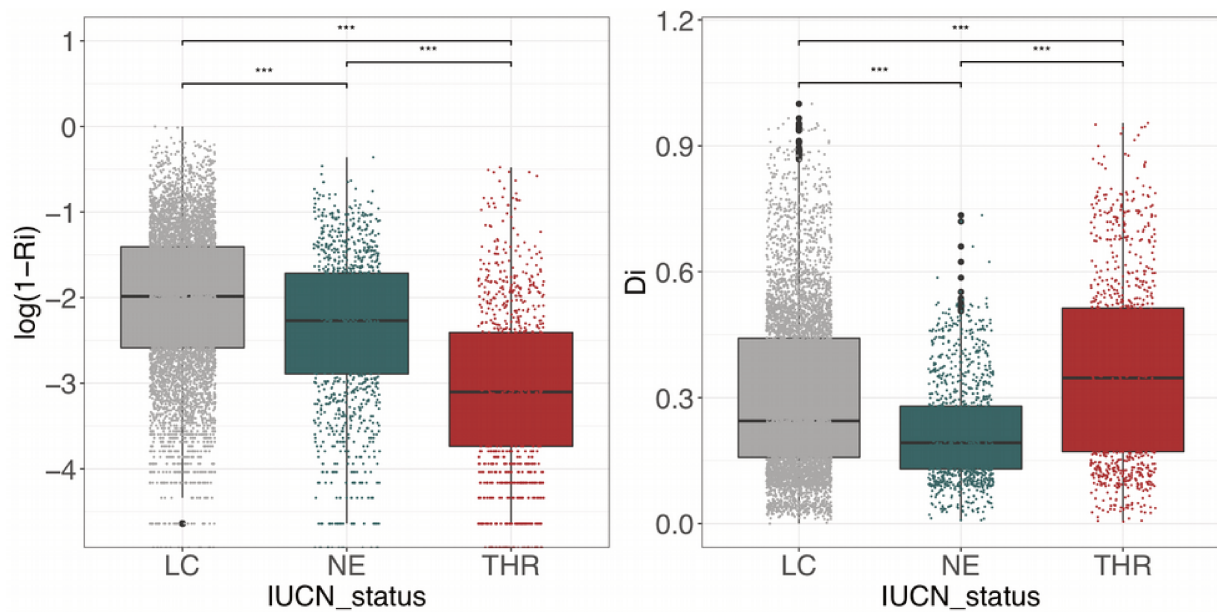 1
0
−1
−2
−3
−4
log(1−Ri)
***
***
***
LC NE THR
IUCN_status
1.2
0.9
0.6
0.3
0.0
Di
***
***
***
LC NE THR
IUCN_status